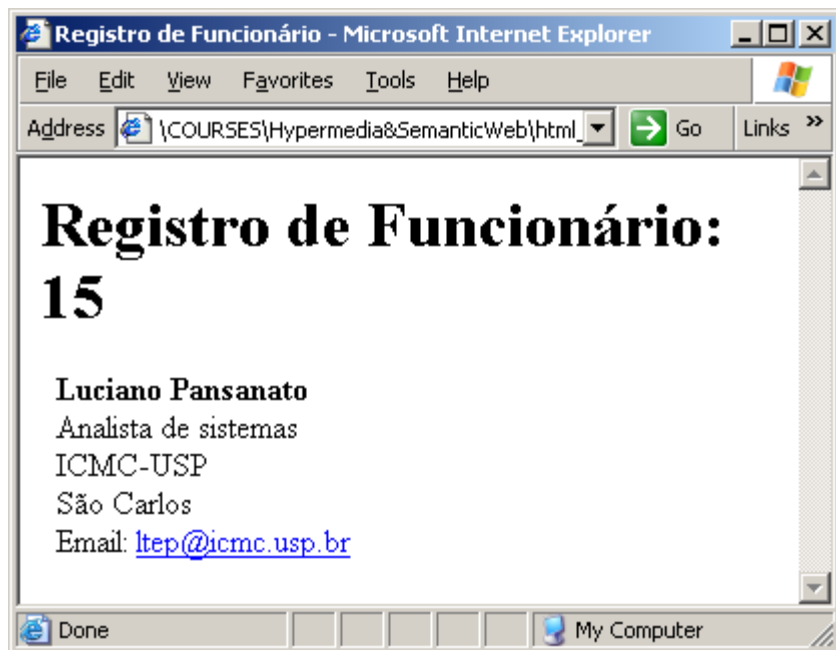 Registro de Funcionário - Microsoft Internet Explorer
File Edit View Favorites Tools Help
Address \COURSES\Hypermedia&SemanticWeb\html_ Go Links »
Registro de Funcionário:
15
Luciano Pansanato
Analista de sistemas
ICMC-USP
São Carlos
Email: ltep@icmc.usp.br
Done My Computer